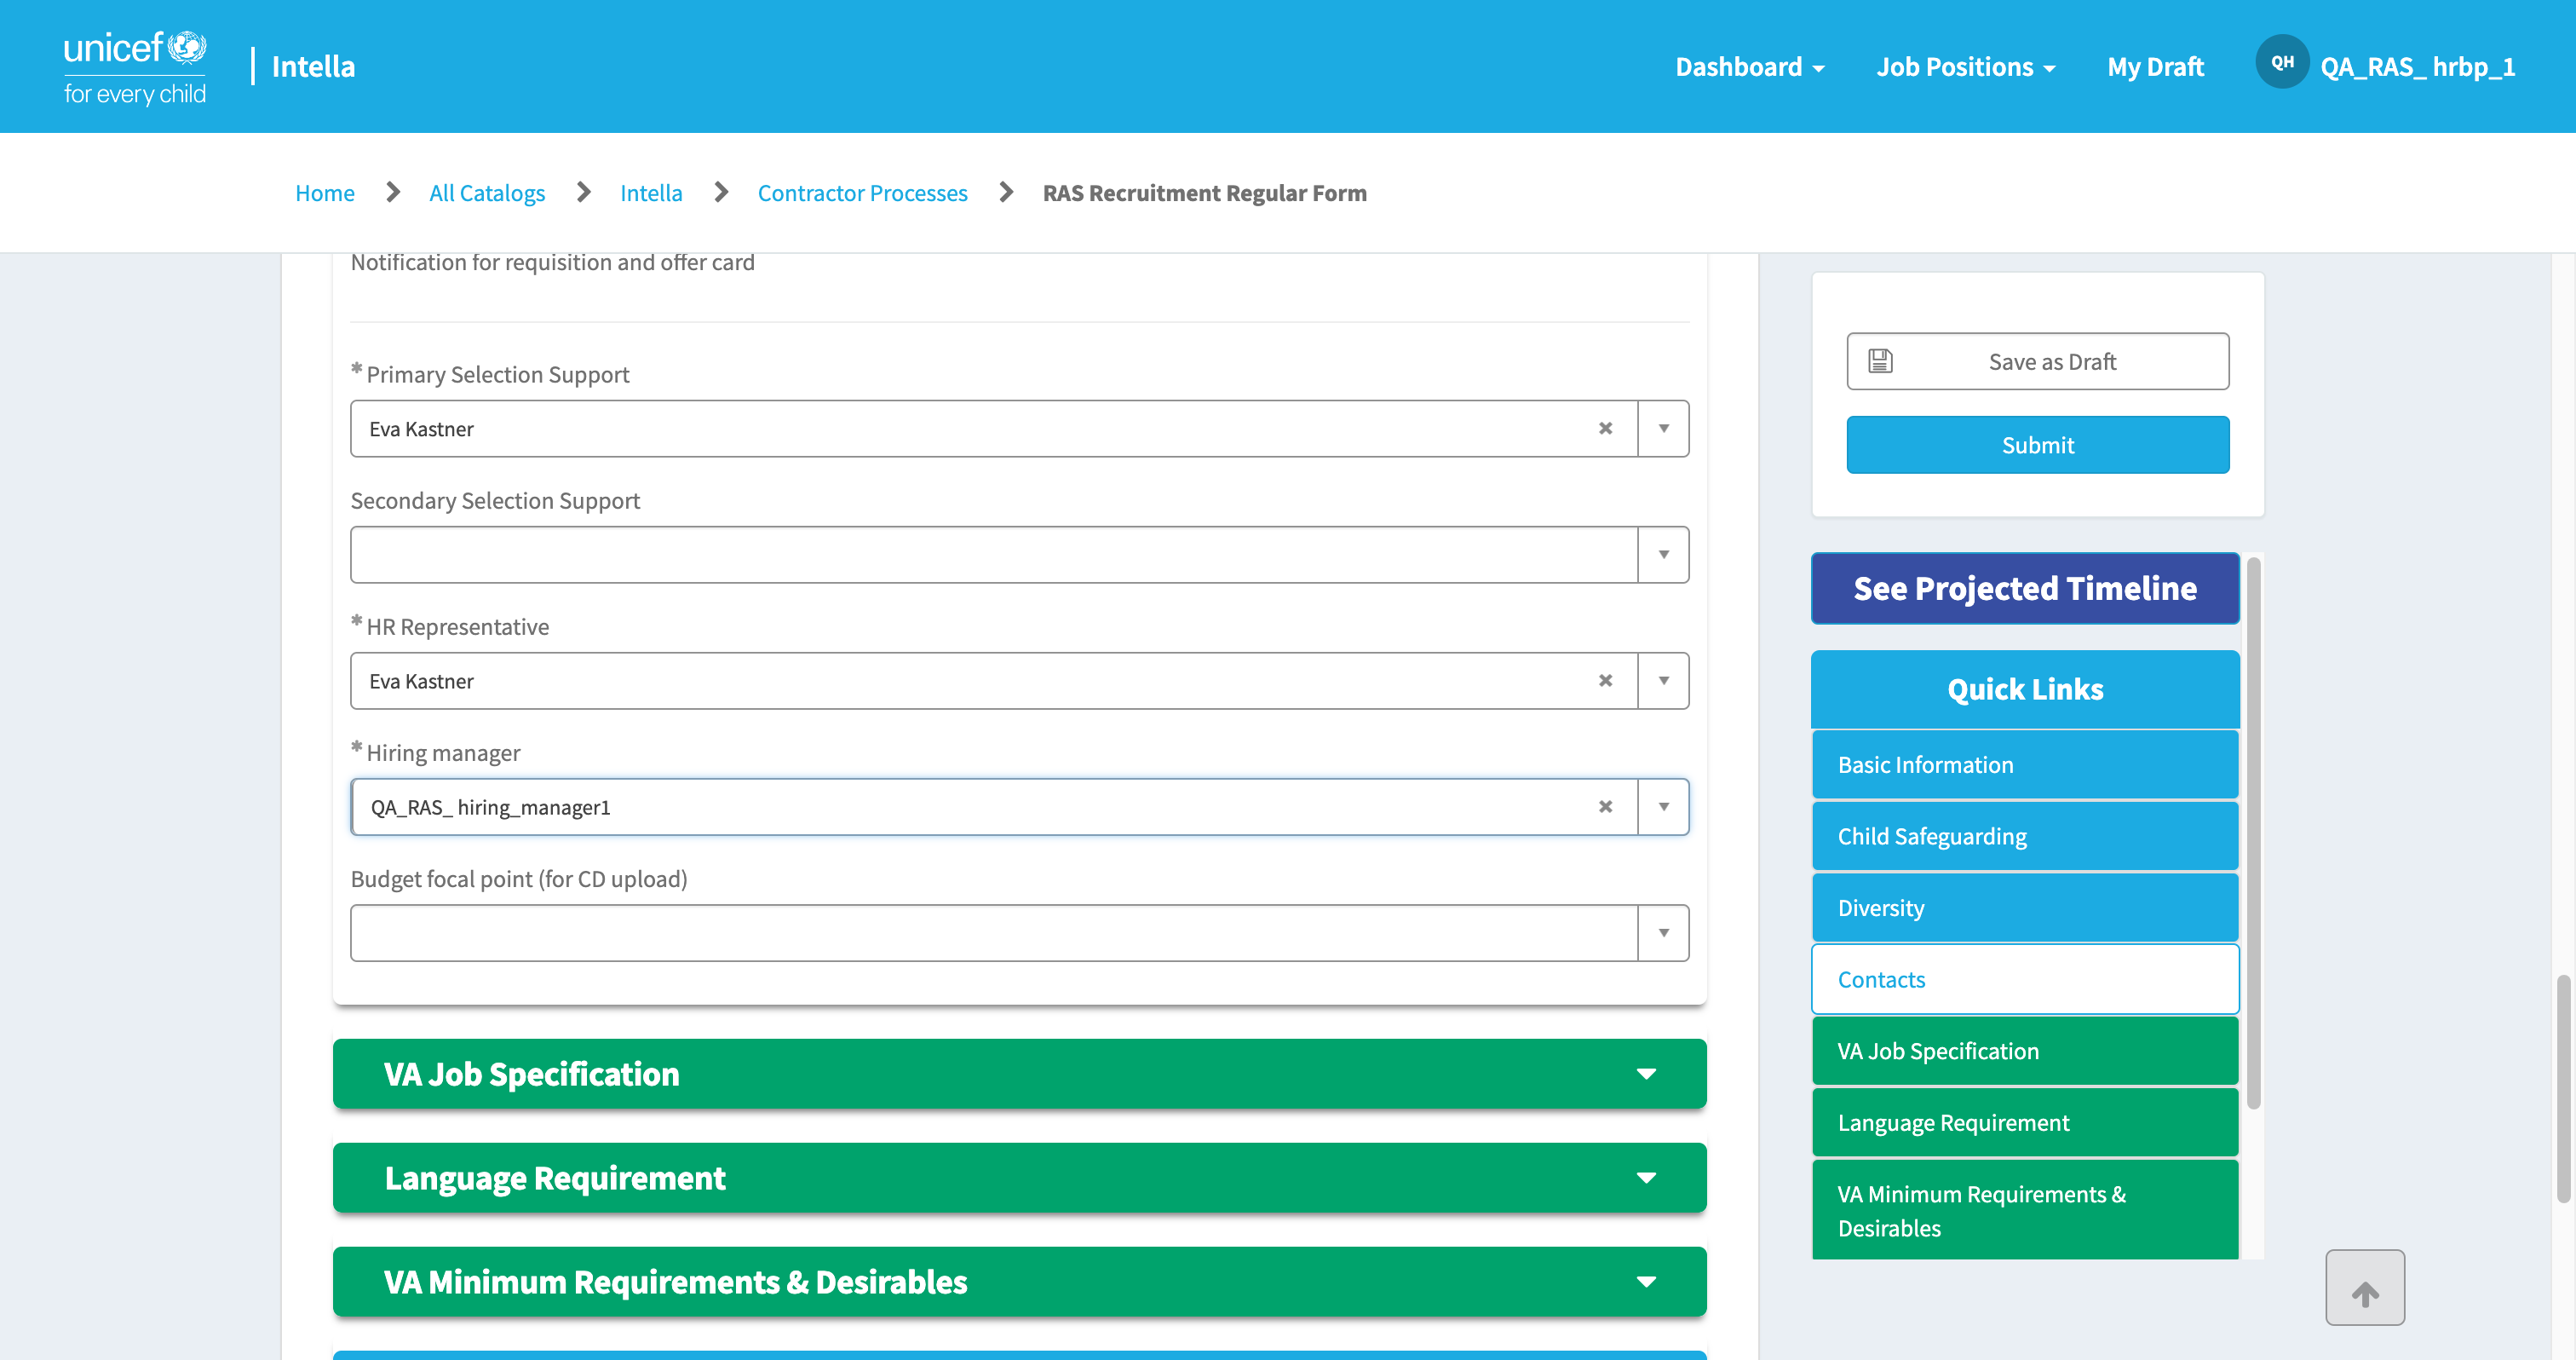 unicef
for every child
Intella
Dashboard
Job Positions
My Draft
QH
QA_RAS_ hrbp_1
Home
All Catalogs
Intella
Contractor Processes
RAS Recruitment Regular Form
Notification for requisition and offer card
* Primary Selection Support
Eva Kastner
Secondary Selection Support
* HR Representative
Eva Kastner
* Hiring manager
QA_RAS_ hiring_manager1
Budget focal point (for CD upload)
VA Job Specification
Language Requirement
VA Minimum Requirements & Desirables
Save as Draft
Submit
See Projected Timeline
Quick Links
Basic Information
Child Safeguarding
Diversity
Contacts
VA Job Specification
Language Requirement
VA Minimum Requirements &
Desirables